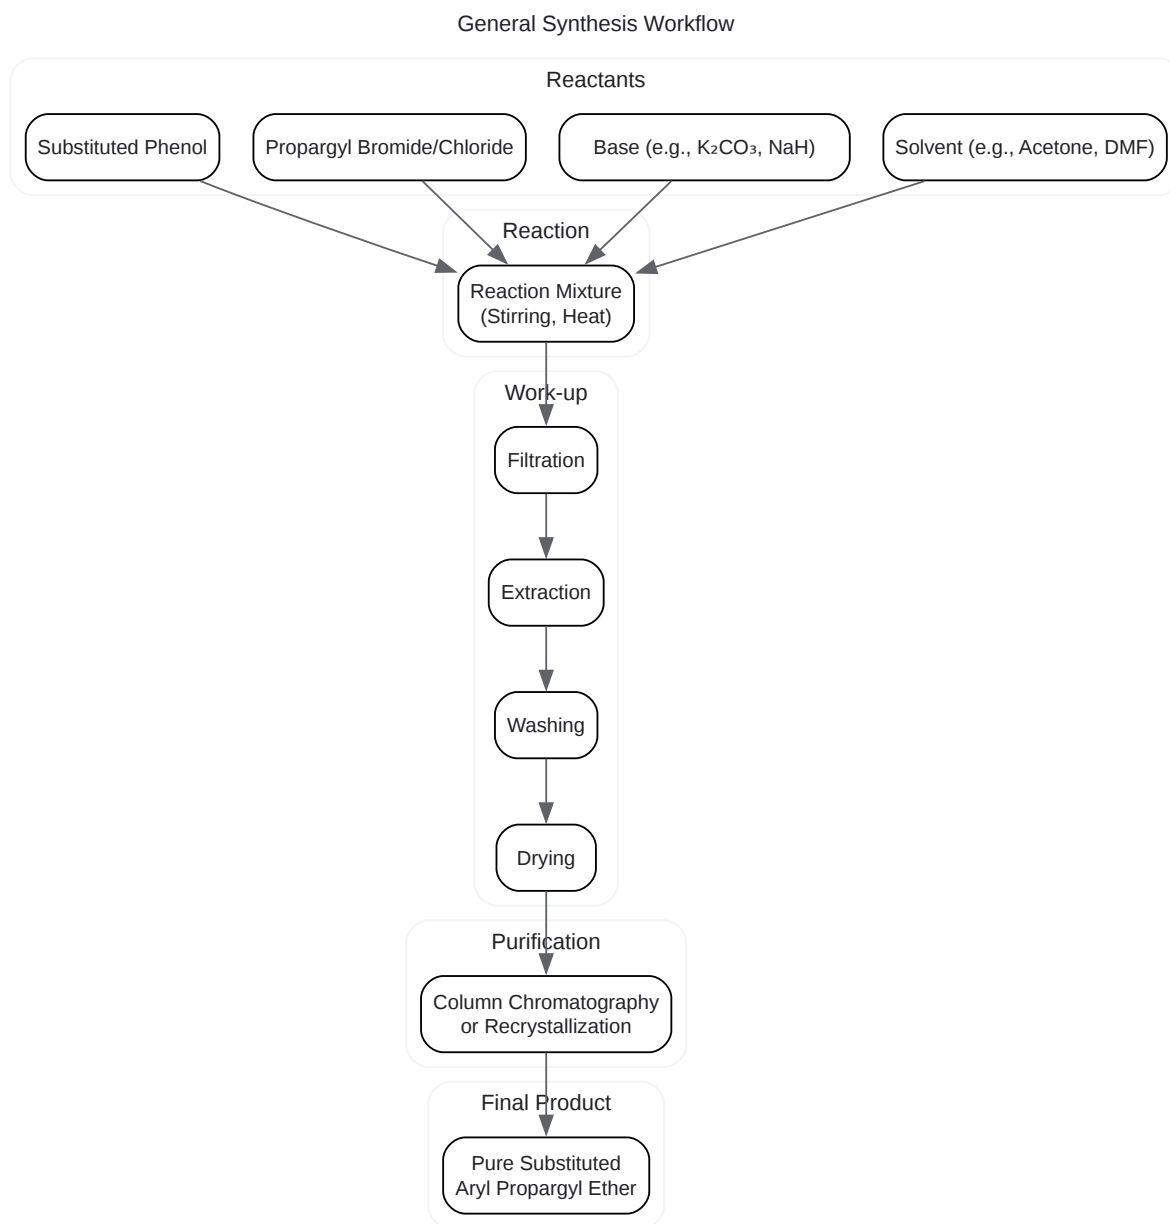 General Synthesis Workflow
Reactants
Substituted Phenol
Propargyl Bromide/Chloride
Base (e.g., K₂CO₃, NaH)
Solvent (e.g., Acetone, DMF)
Reaction
Reaction Mixture
(Stirring, Heat)
Work-up
Filtration
Extraction
Washing
Drying
Purification
Column Chromatography
or Recrystallization
Final Product
Pure Substituted
Aryl Propargyl Ether